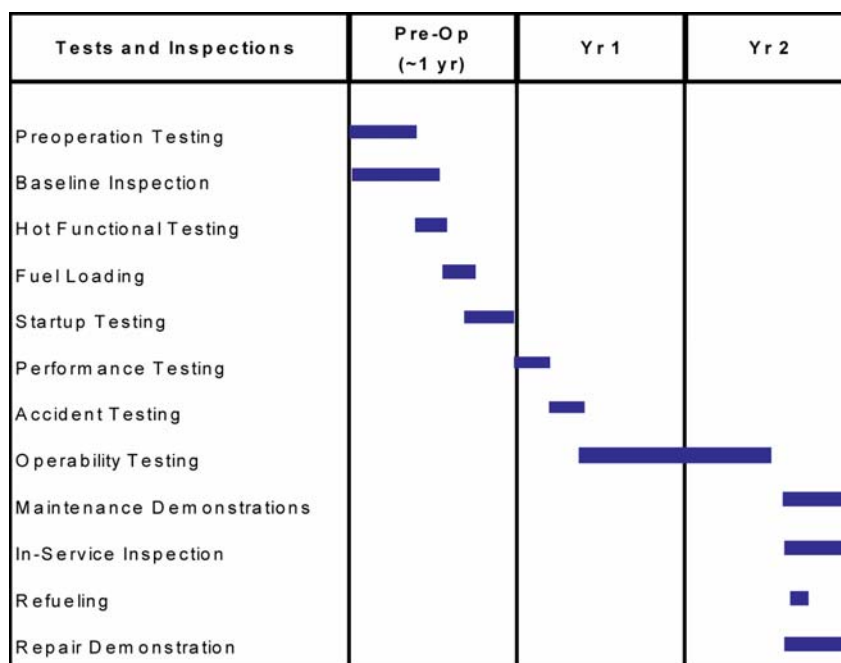 Tests and Inspections
Pre-Op
(~1 yr)
Yr 1
Yr 2
Preoperation Testing
Baseline Inspection
Hot Functional Testing
Fuel Loading
Startup Testing
Performance Testing
Accident Testing
Operability Testing
Maintenance Demonstrations
In-Service Inspection
Refueling
Repair Demonstration